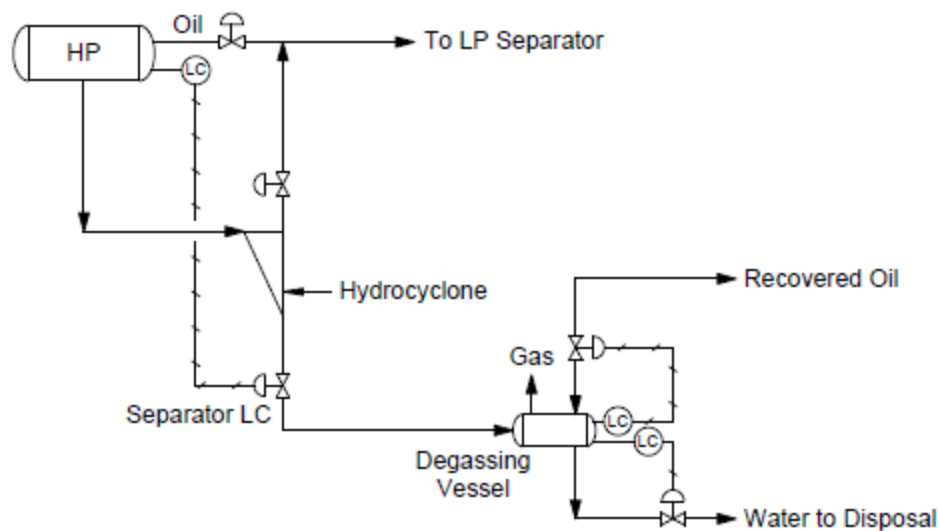 Oil
HP
LC
To LP Separator
Hydrocyclone
Recovered Oil
Gas
Separator LC
LC
LC
Degassing
Vessel
Water to Disposal